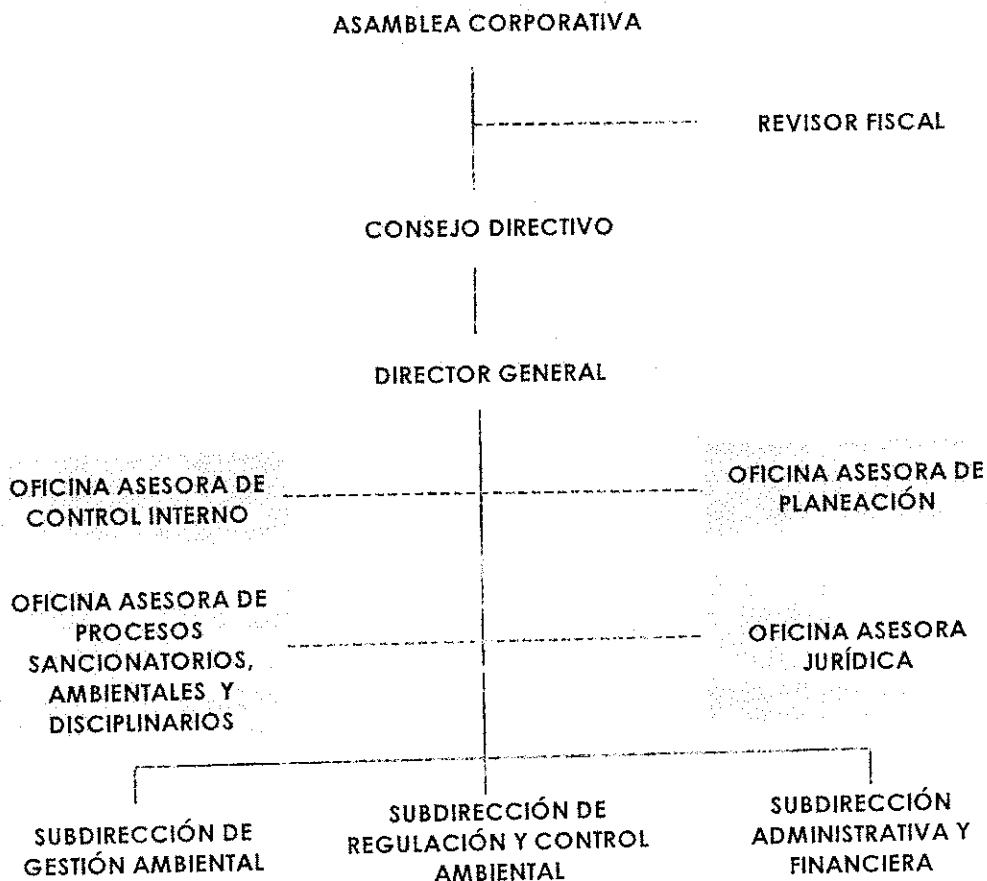 ASAMBLEA CORPORATIVA
REVISOR FISCAL
CONSEJO DIRECTIVO
DIRECTOR GENERAL
OFICINA ASESORA DE
CONTROL INTERNO
OFICINA ASESORA DE
PLANEACIÓN
OFICINA ASESORA DE
PROCESOS
SANCIONATORIOS,
AMBIENTALES Y
DISCIPLINARIOS
OFICINA ASESORA
JURÍDICA
SUBDIRECCIÓN DE
GESTIÓN AMBIENTAL
SUBDIRECCIÓN DE
REGULACIÓN Y CONTROL
AMBIENTAL
SUBDIRECCIÓN
ADMINISTRATIVA Y
FINANCIERA